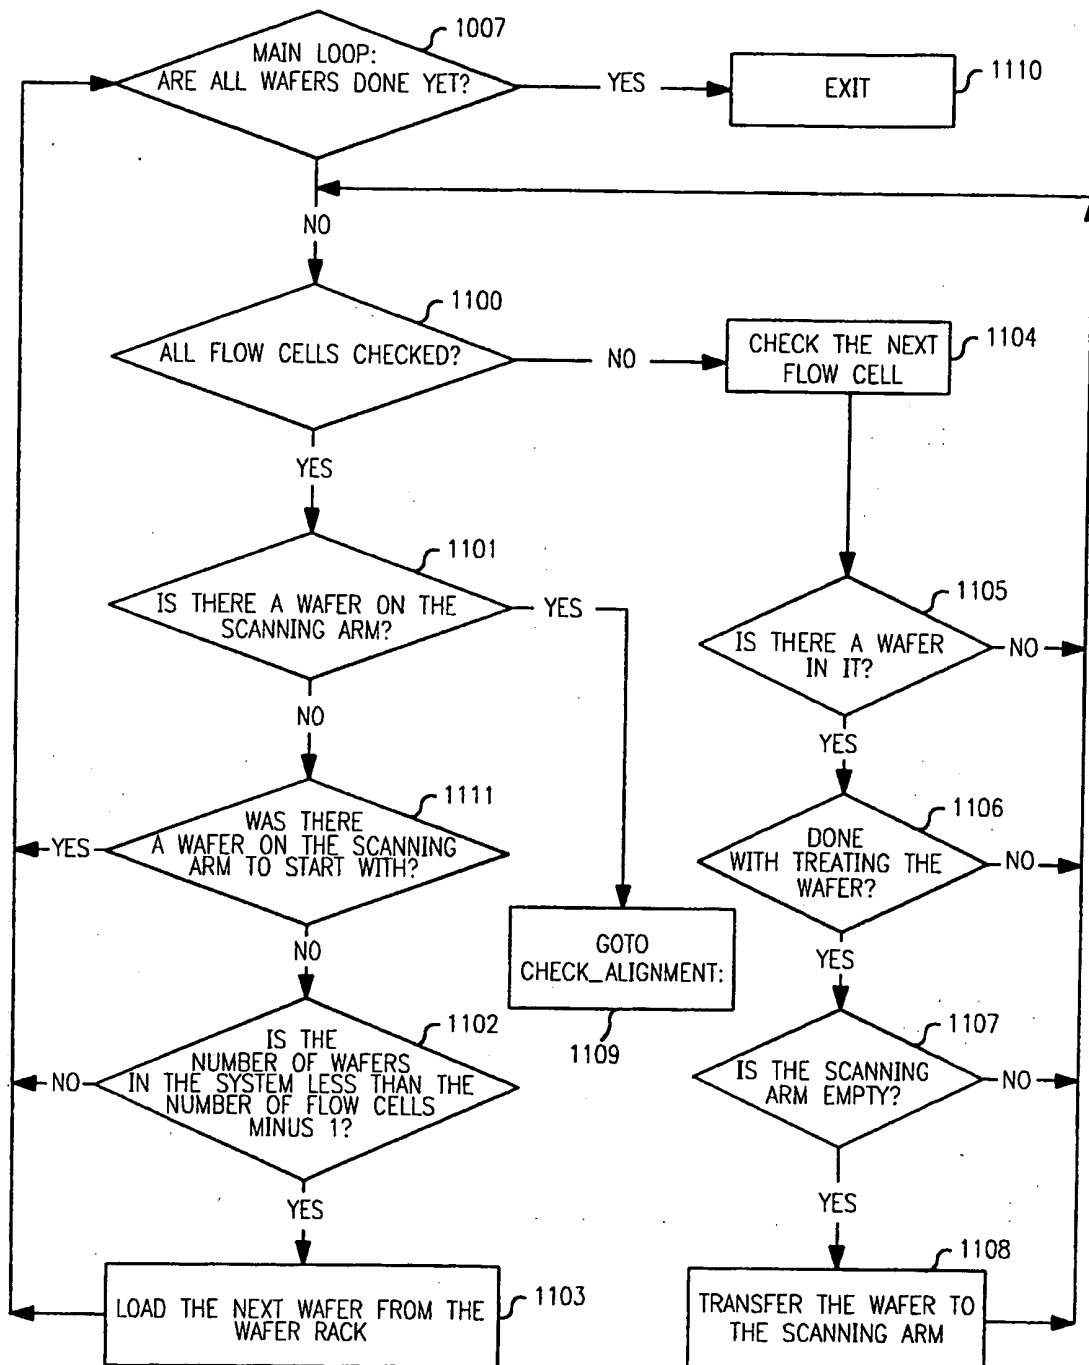 1007
MAIN LOOP:
ARE ALL WAFERS DONE YET?
YES
EXIT
1110
NO
1100
ALL FLOW CELLS CHECKED?
NO
CHECK THE NEXT
FLOW CELL
1104
YES
1101
IS THERE A WAFER ON THE
SCANNING ARM?
YES
1105
IS THERE A WAFER
IN IT?
NO
NO
YES
1111
WAS THERE
A WAFER ON THE SCANNING
ARM TO START WITH?
YES
1106
DONE
WITH TREATING THE
WAFER?
NO
NO
GOTO
CHECK_ALIGNMENT:
1109
YES
1102
IS THE
NUMBER OF WAFERS
IN THE SYSTEM LESS THAN THE
NUMBER OF FLOW CELLS
MINUS 1?
NO
1107
IS THE SCANNING
ARM EMPTY?
NO
YES
YES
LOAD THE NEXT WAFER FROM THE
WAFER RACK
1103
1108
TRANSFER THE WAFER TO
THE SCANNING ARM